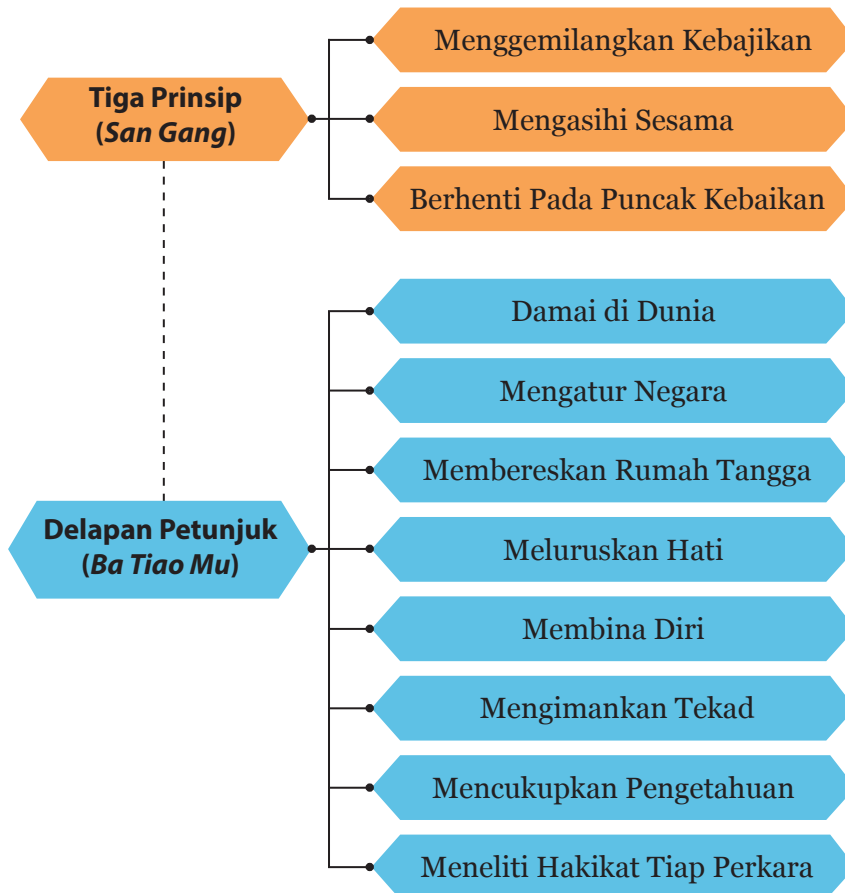 Tiga Prinsip
(San Gang)
Menggemilangkan Kebajikan
Mengasihi Sesama
Berhenti Pada Puncak Kebaikan
Delapan Petunjuk
(Ba Tiao Mu)
Damai di Dunia
Mengatur Negara
Membereskan Rumah Tangga
Meluruskan Hati
Membina Diri
Mengimankan Tekad
Mencukupkan Pengetahuan
Meneliti Hakikat Tiap Perkara